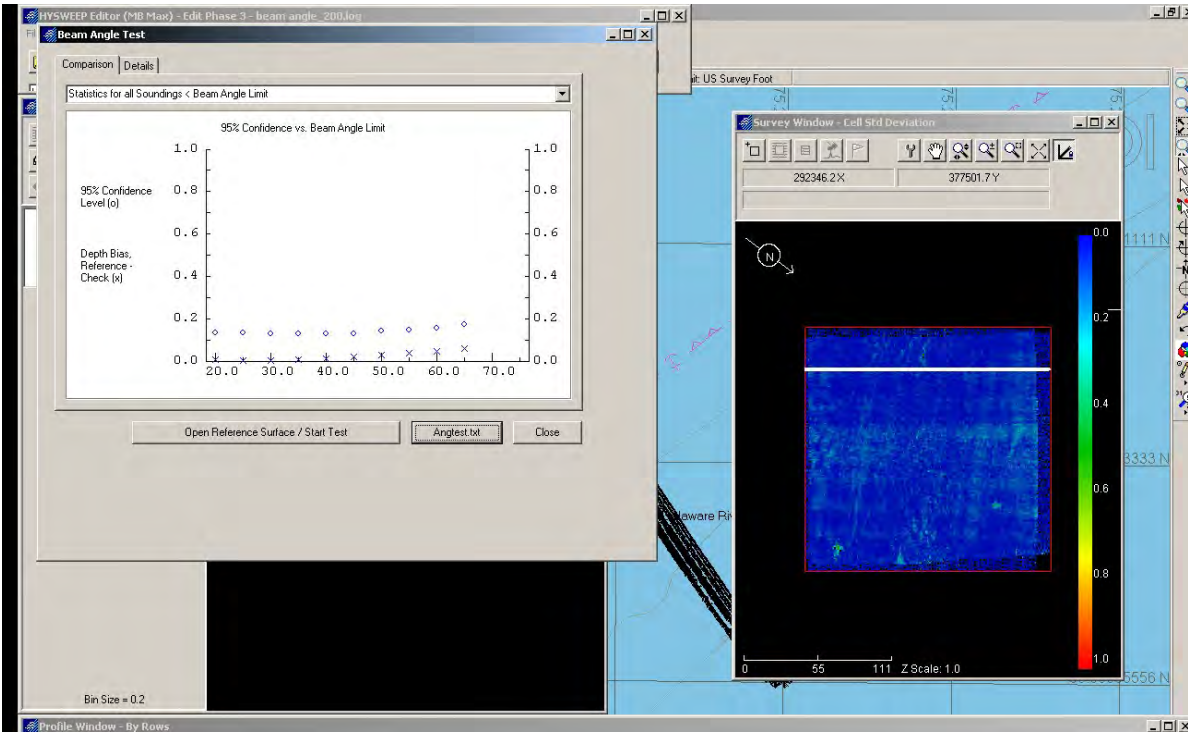 HYSWEEP Editor (MB Max) - Edit Phase 3 - beam angle_200.log
Beam Angle Test
Comparison
Details
Statistics for all Soundings < Beam Angle Limit
95% Confidence vs. Beam Angle Limit
1.0
1.0
95% Confidence
Level (o)
0.8
0.8
0.6
0.6
Depth Bias,
Reference -
Check (x)
0.4
0.4
0.2
0.2
0.0
0.0
20.0 30.0 40.0 50.0 60.0 70.0
Open Reference Surface / Start Test
Angtest.txt
Close
Bin Size = 0.2
Profile Window - By Rows
US Survey Foot
Survey Window - Cell Std Deviation
292346.2 X
377501.7 Y
N
0.0
0.2
0.4
0.6
0.8
1.0
0 55 111 Z Scale: 1.0
1111 N
3333 N
5556 N